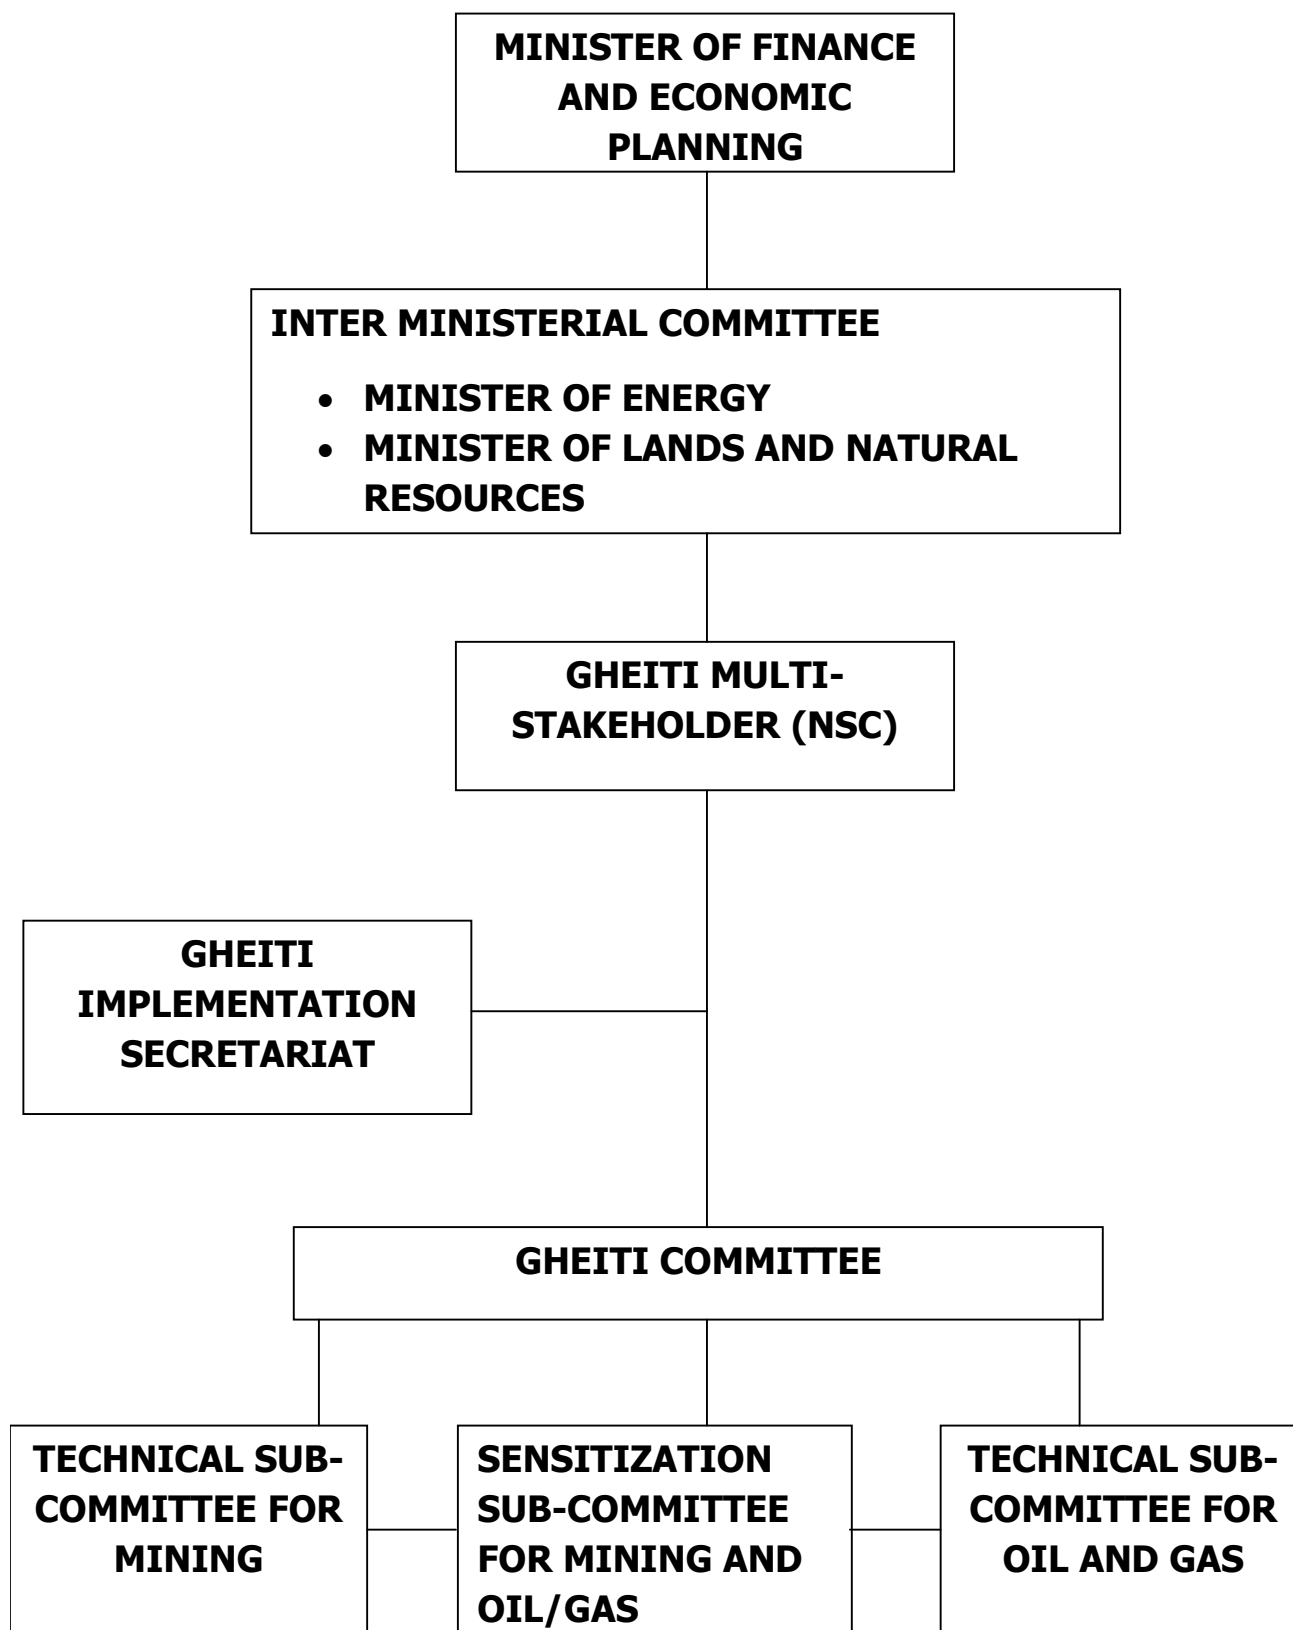 MINISTER OF FINANCE
AND ECONOMIC
PLANNING
INTER MINISTERIAL COMMITTEE
• MINISTER OF ENERGY
• MINISTER OF LANDS AND NATURAL
RESOURCES
GHEITI MULTI-
STAKEHOLDER (NSC)
GHEITI
IMPLEMENTATION
SECRETARIAT
GHEITI COMMITTEE
TECHNICAL SUB-
COMMITTEE FOR
MINING
SENSITIZATION
SUB-COMMITTEE
FOR MINING AND
OIL/GAS
TECHNICAL SUB-
COMMITTEE FOR
OIL AND GAS